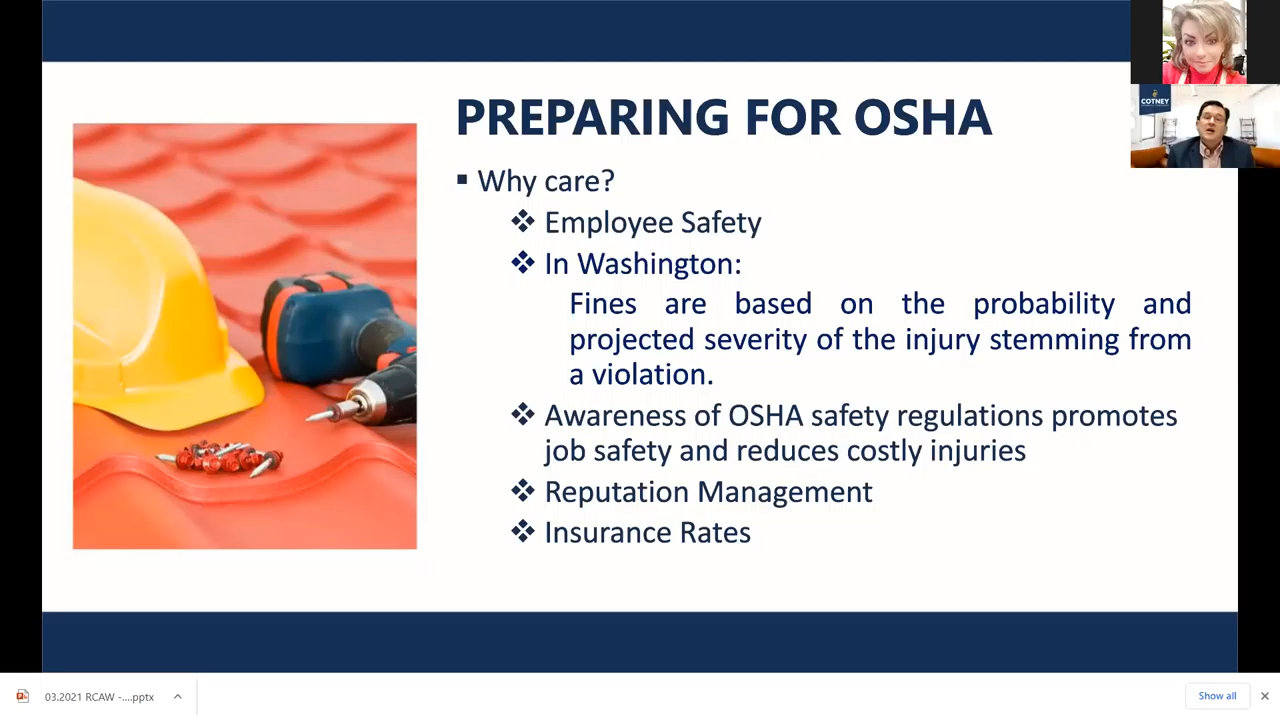 COTNEY
PREPARING FOR OSHA
▪ Why care?
❖ Employee Safety
❖ In Washington:
Fines are based on the probability and
projected severity of the injury stemming from
a violation.
❖ Awareness of OSHA safety regulations promotes
job safety and reduces costly injuries
❖ Reputation Management
❖ Insurance Rates
03.2021 RCAW -....pptx
Show all